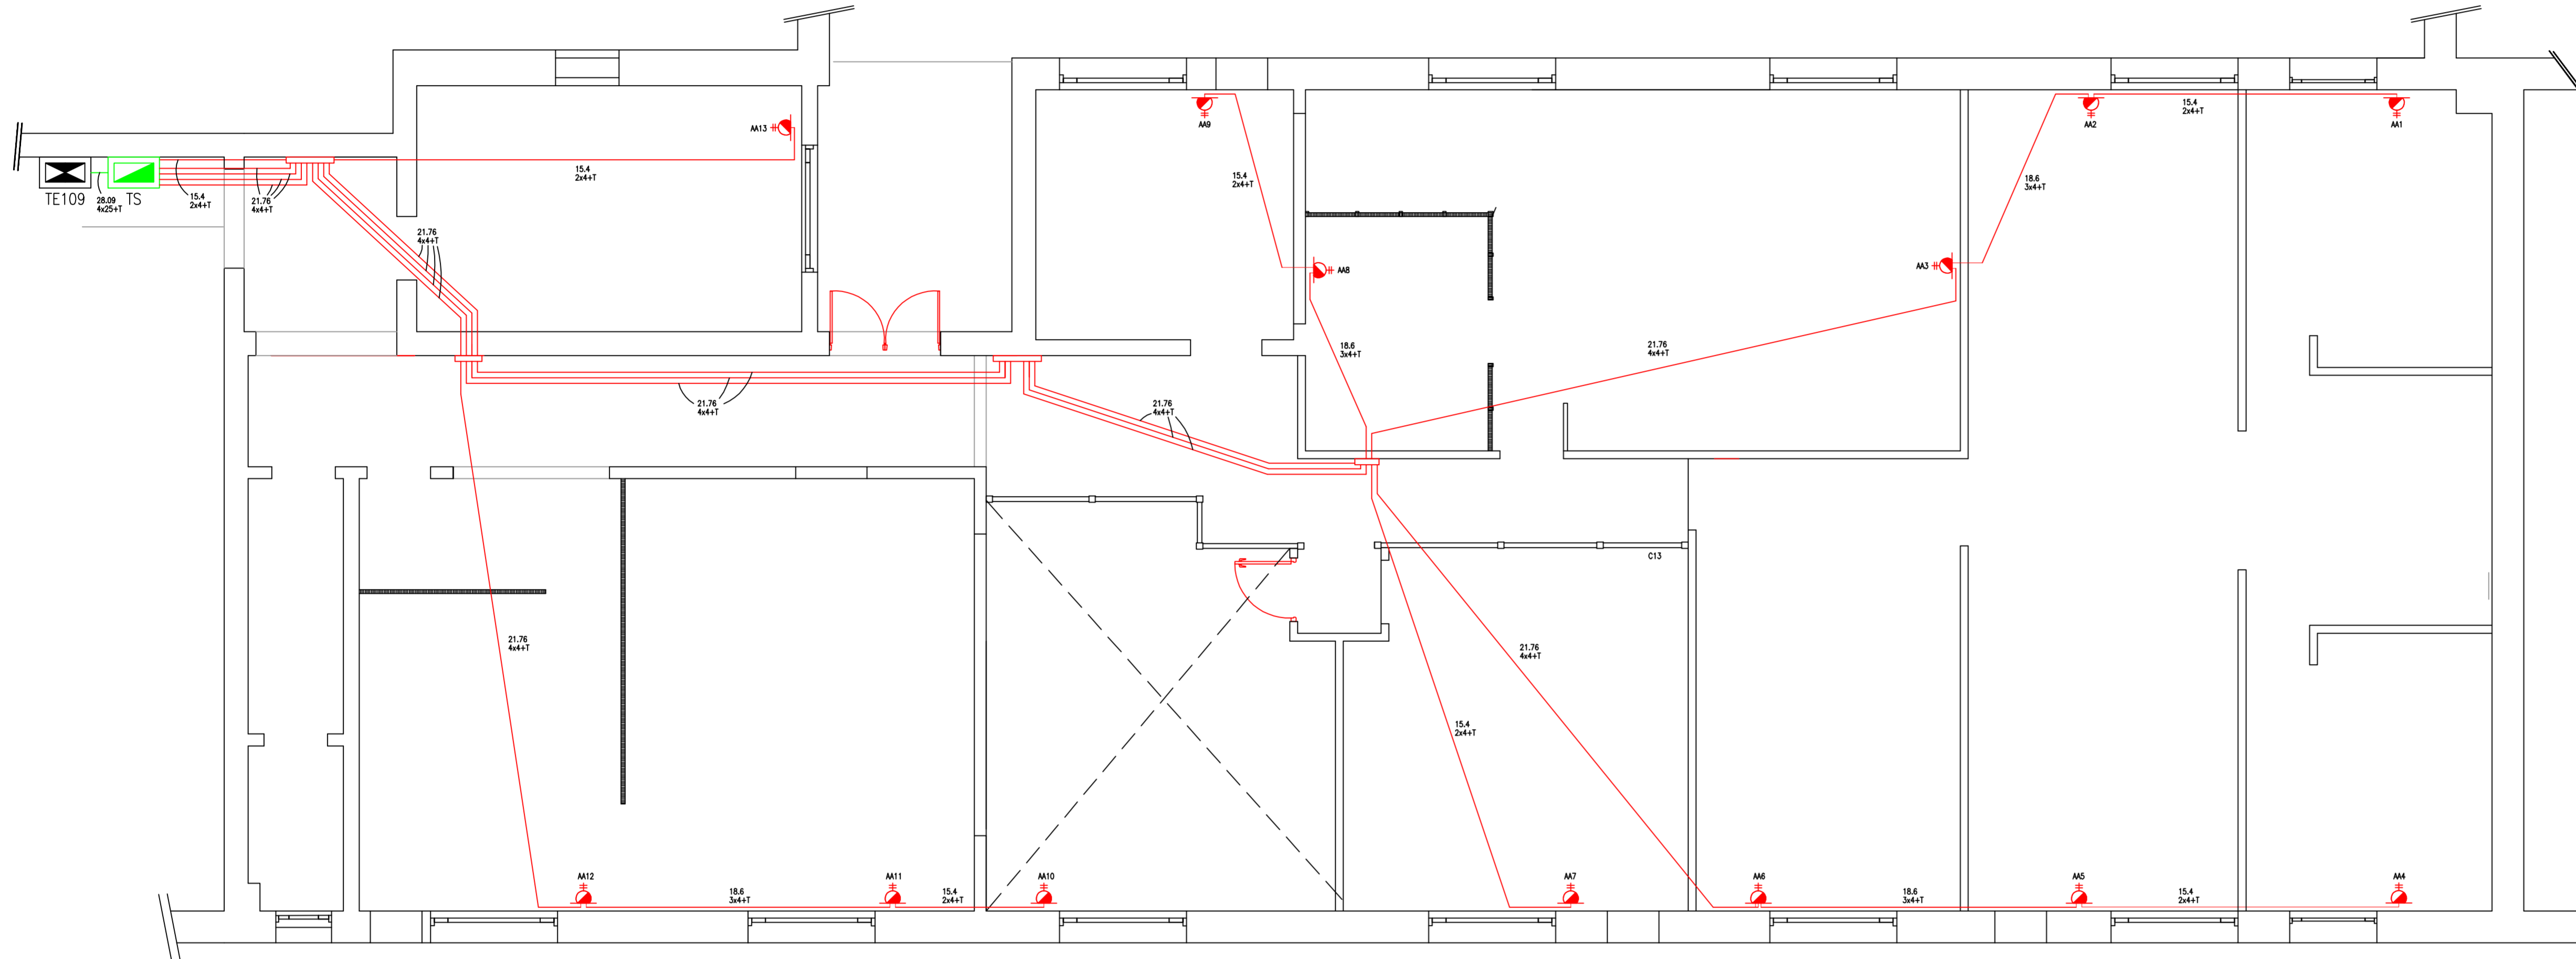 AA9
AA2
15.4
2x4+T
AA1
AA13
15.4
2x4+T
15.4
2x4+T
TE109
28.09
4x25+T
TS
15.4
2x4+T
21.76
4x4+T
18.6
3x4+T
21.76
4x4+T
AA8
AA3
18.6
3x4+T
21.76
4x4+T
21.76
4x4+T
21.76
4x4+T
C13
21.76
4x4+T
21.76
4x4+T
15.4
2x4+T
AA12
18.6
3x4+T
AA11
15.4
2x4+T
AA10
AA7
AA6
18.6
3x4+T
AA5
15.4
2x4+T
AA4